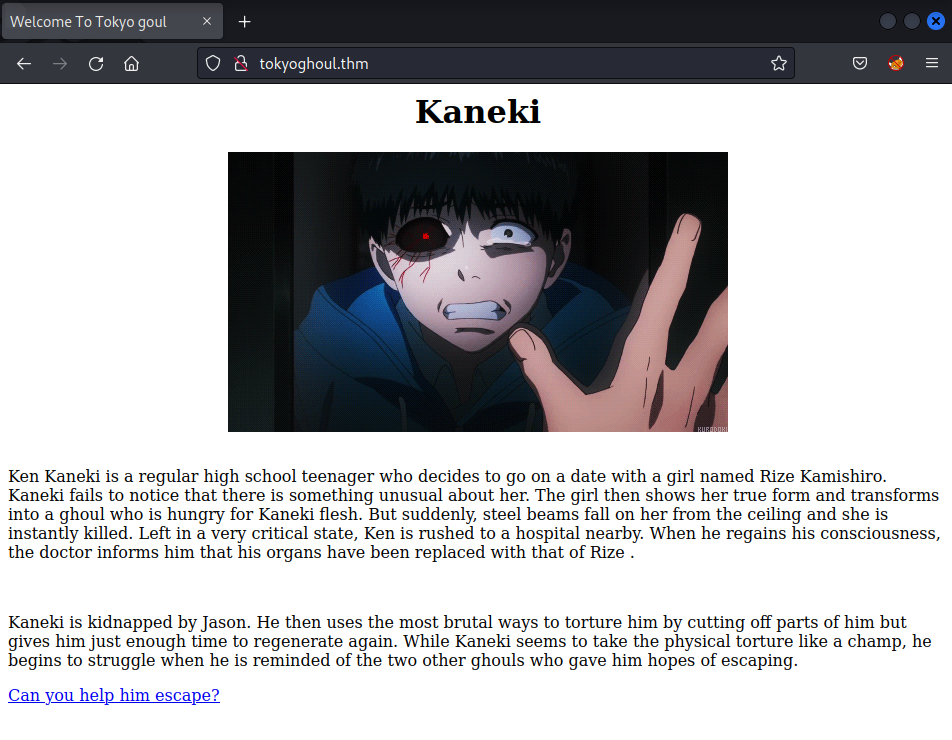 Welcome To Tokyo goul
tokyoghoul.thm
Kaneki
KURODOKI
Ken Kaneki is a regular high school teenager who decides to go on a date with a girl named Rize Kamishiro.
Kaneki fails to notice that there is something unusual about her. The girl then shows her true form and transforms
into a ghoul who is hungry for Kaneki flesh. But suddenly, steel beams fall on her from the ceiling and she is
instantly killed. Left in a very critical state, Ken is rushed to a hospital nearby. When he regains his consciousness,
the doctor informs him that his organs have been replaced with that of Rize .
Kaneki is kidnapped by Jason. He then uses the most brutal ways to torture him by cutting off parts of him but
gives him just enough time to regenerate again. While Kaneki seems to take the physical torture like a champ, he
begins to struggle when he is reminded of the two other ghouls who gave him hopes of escaping.
Can you help him escape?